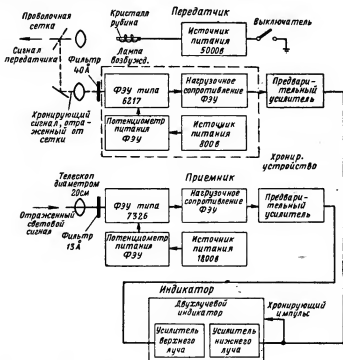 Передатчик
Проволочная
сетка
Кристалл
рубина
Выключатель
Источник
питания
5000в
Сигнал
передатчика
Лампа
возбужд.
Фильтр
40Å
ФЭУ типа
6217
Нагрузочное
сопротивление
ФЭУ
Предвари-
тельный
усилитель
Хронирующий
сигнал, отра-
женный от
сетки
Потенциометр
питания
ФЭУ
Источник
питания
800в
Хронир.
устройство
Приемник
Телескоп
диаметром
20см
ФЭУ типа
7326
Нагрузочное
сопротивление
ФЭУ
Предвари-
тельный
усилитель
Отраженный
световой
сигнал
Фильтр
13Å
Потенциометр
питания
ФЭУ
Источник
питания
1800в
Индикатор
Двухлучевой
индикатор
Хронирующий
импульс
Усилитель
верхнего
луча
Усилитель
нижнего
луча